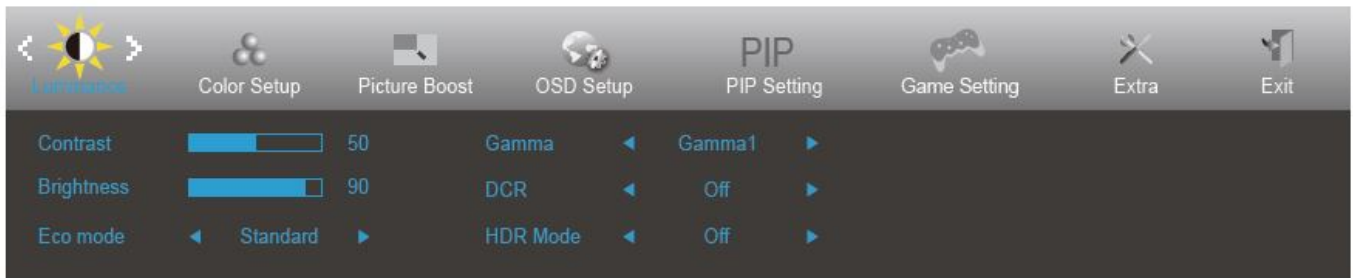 PIP
Luminance Color Setup Picture Boost OSD Setup PIP Setting Game Setting Extra Exit
Contrast 50 Gamma Gamma1
Brightness 90 DCR Off
Eco mode Standard HDR Mode Off